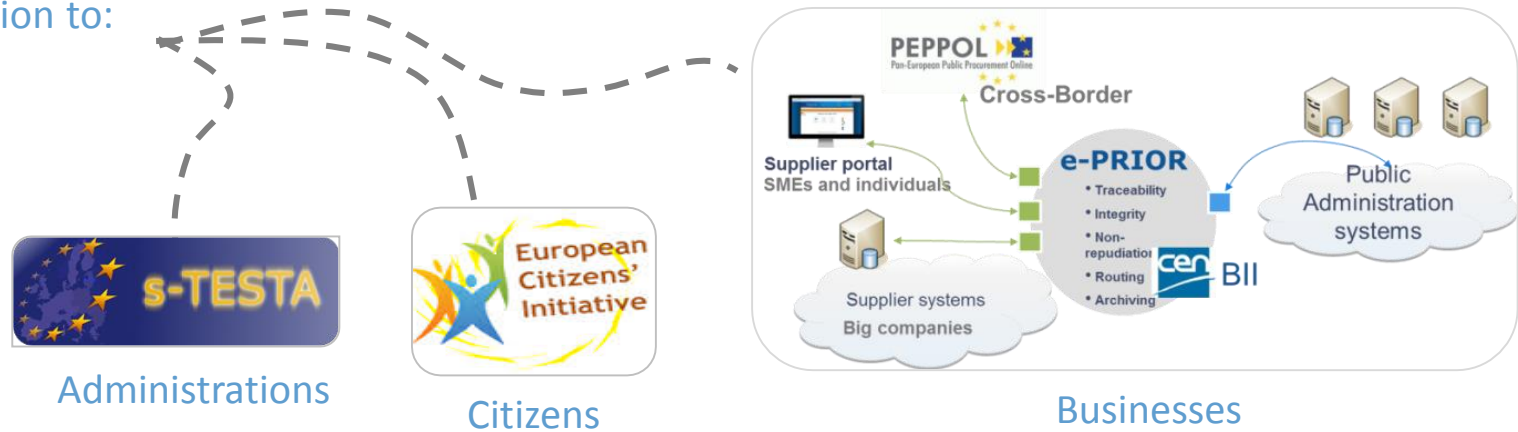 ion to:
s-TESTA
Administrations
European
Citizens'
Initiative
Citizens
PEPPOL
Pan-European Public Procurement Online
Cross-Border
Supplier portal
SMEs and individuals
Supplier systems
Big companies
e-PRIOR
• Traceability
• Integrity
• Non-
repudiation
• Routing
• Archiving
cen
BII
Public
Administration
systems
Businesses